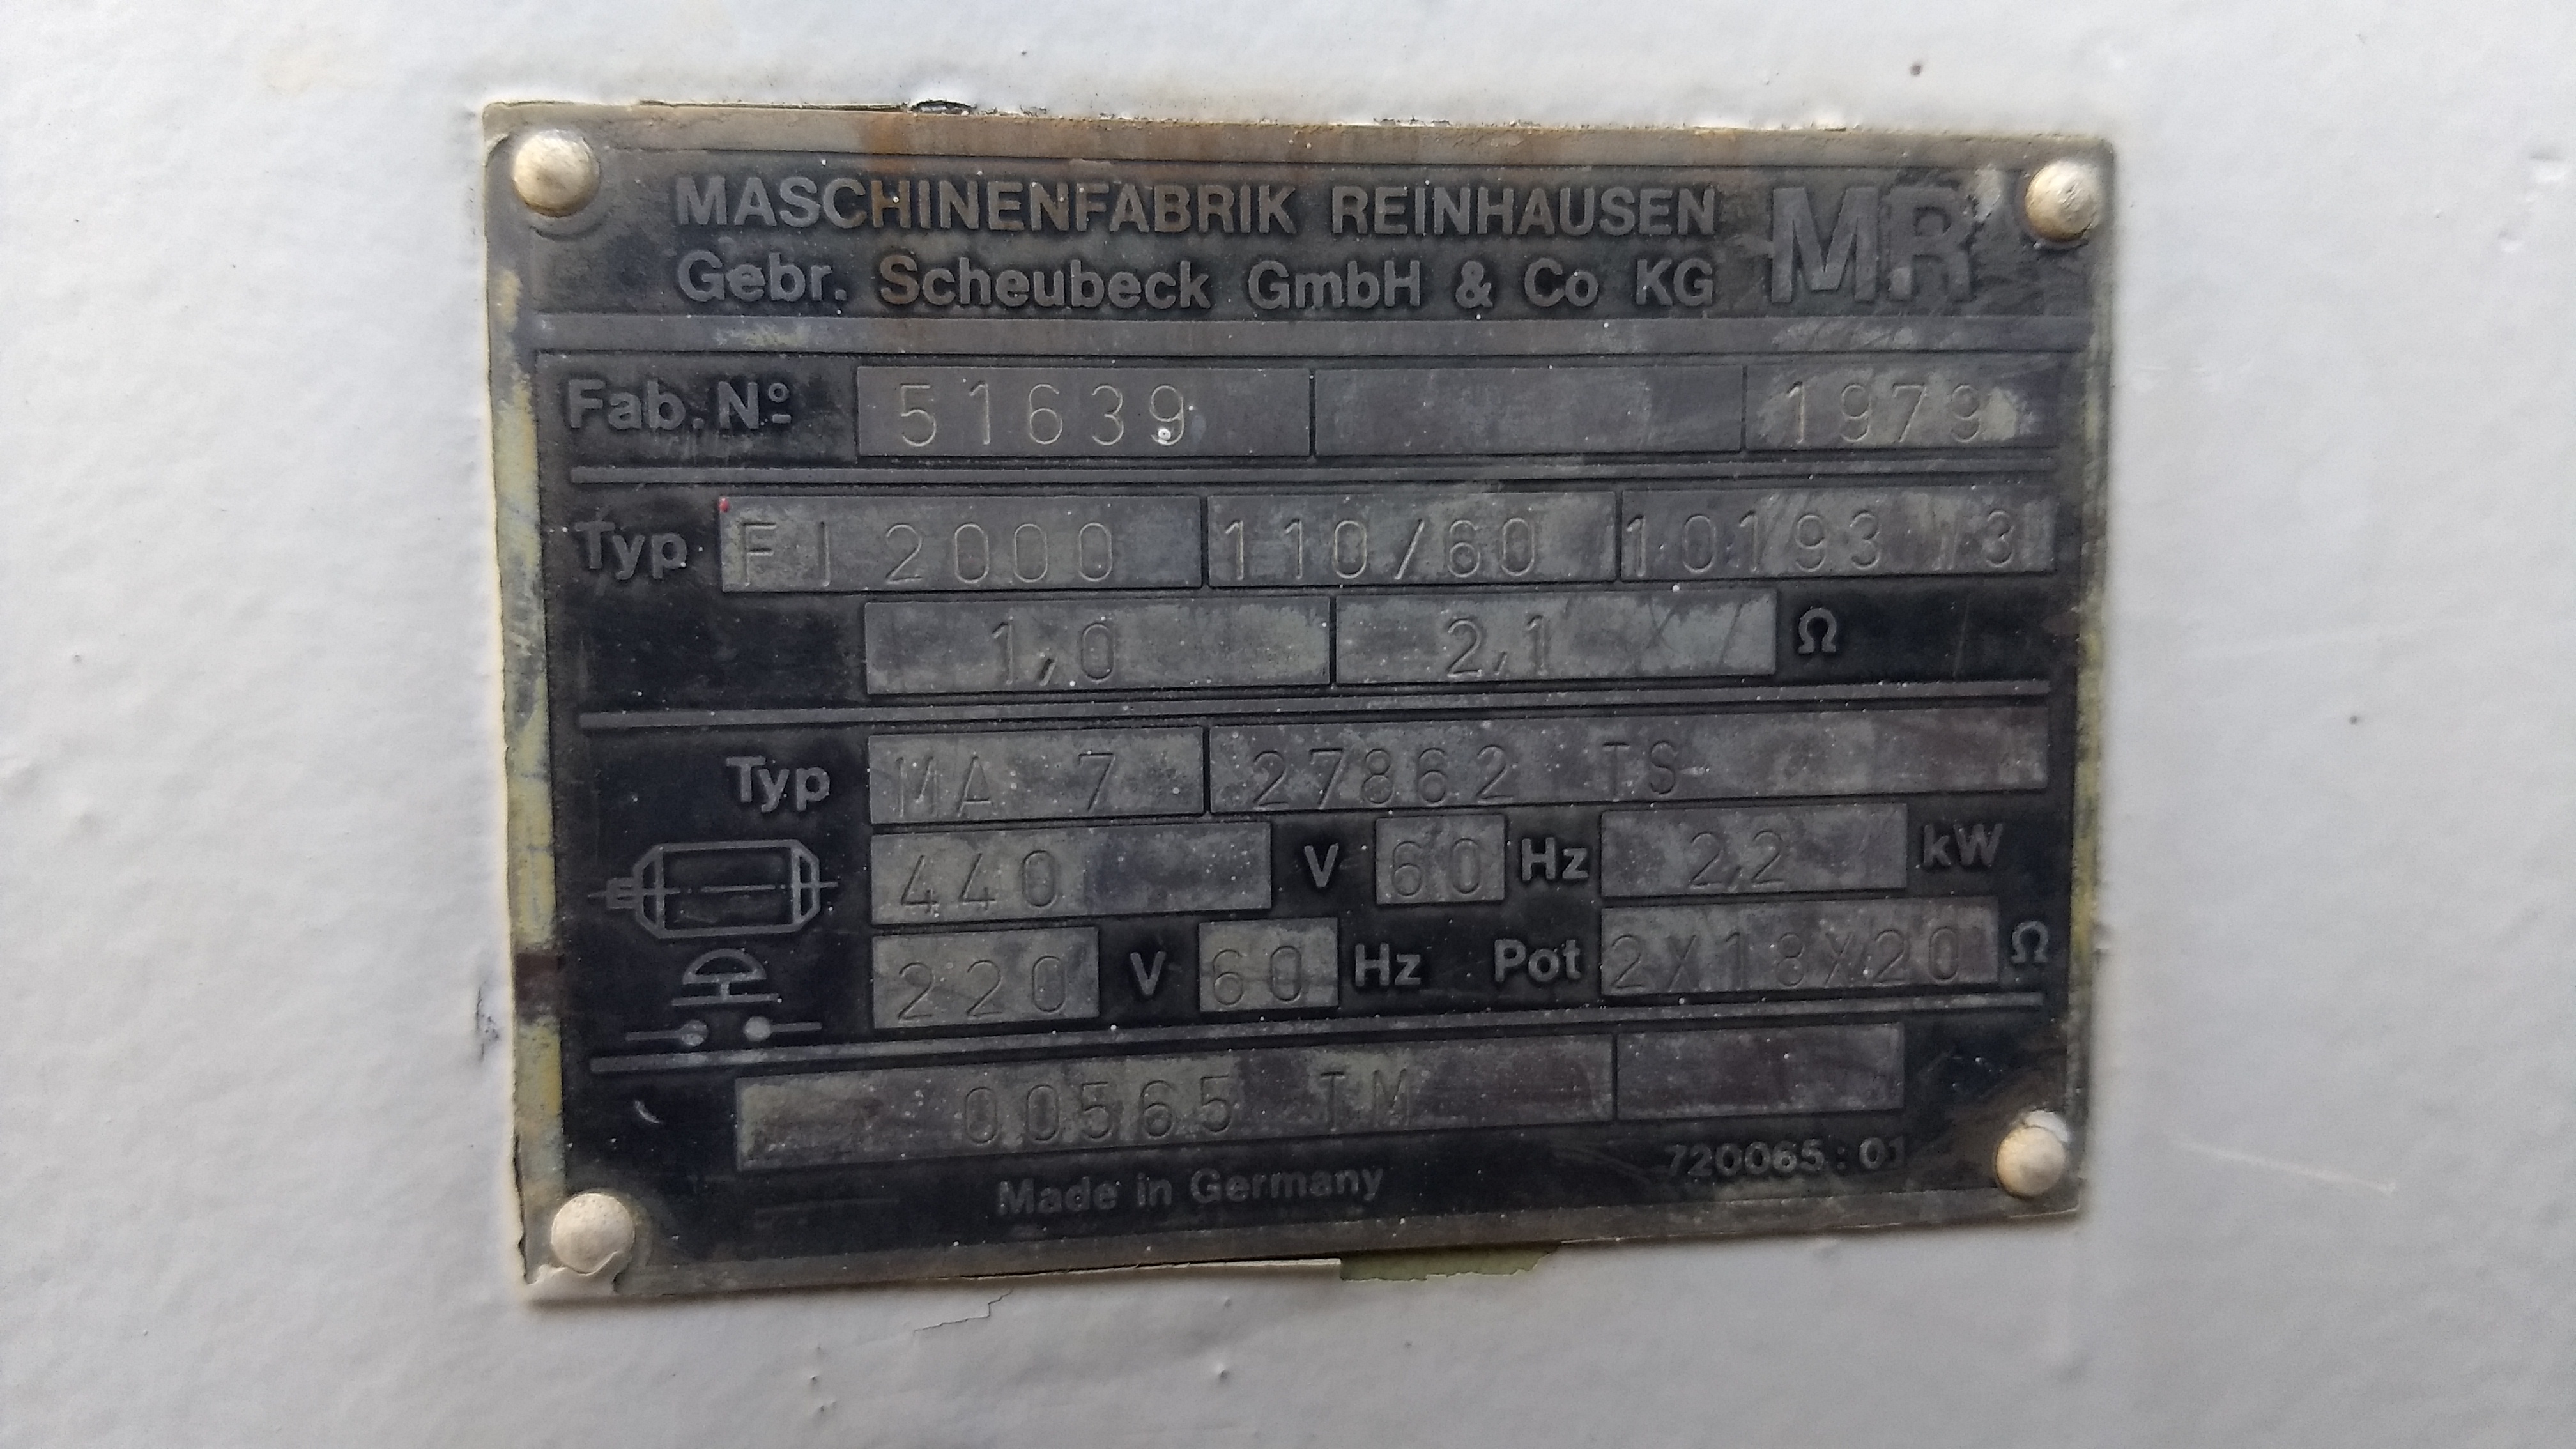 MASCHINENFABRIK REINHAUSEN MR
Gebr. Scheubeck GmbH & Co KG
Fab. Nº 51639 1979
Typ F I 2000 110/60 10193 /3
1,0 2,1 Ω
Typ MA 7 27862 TS
440 V 60 Hz 2,2 kW
220 V 60 Hz Pot 2X18X20 Ω
00565 TM
720065:01
Made in Germany